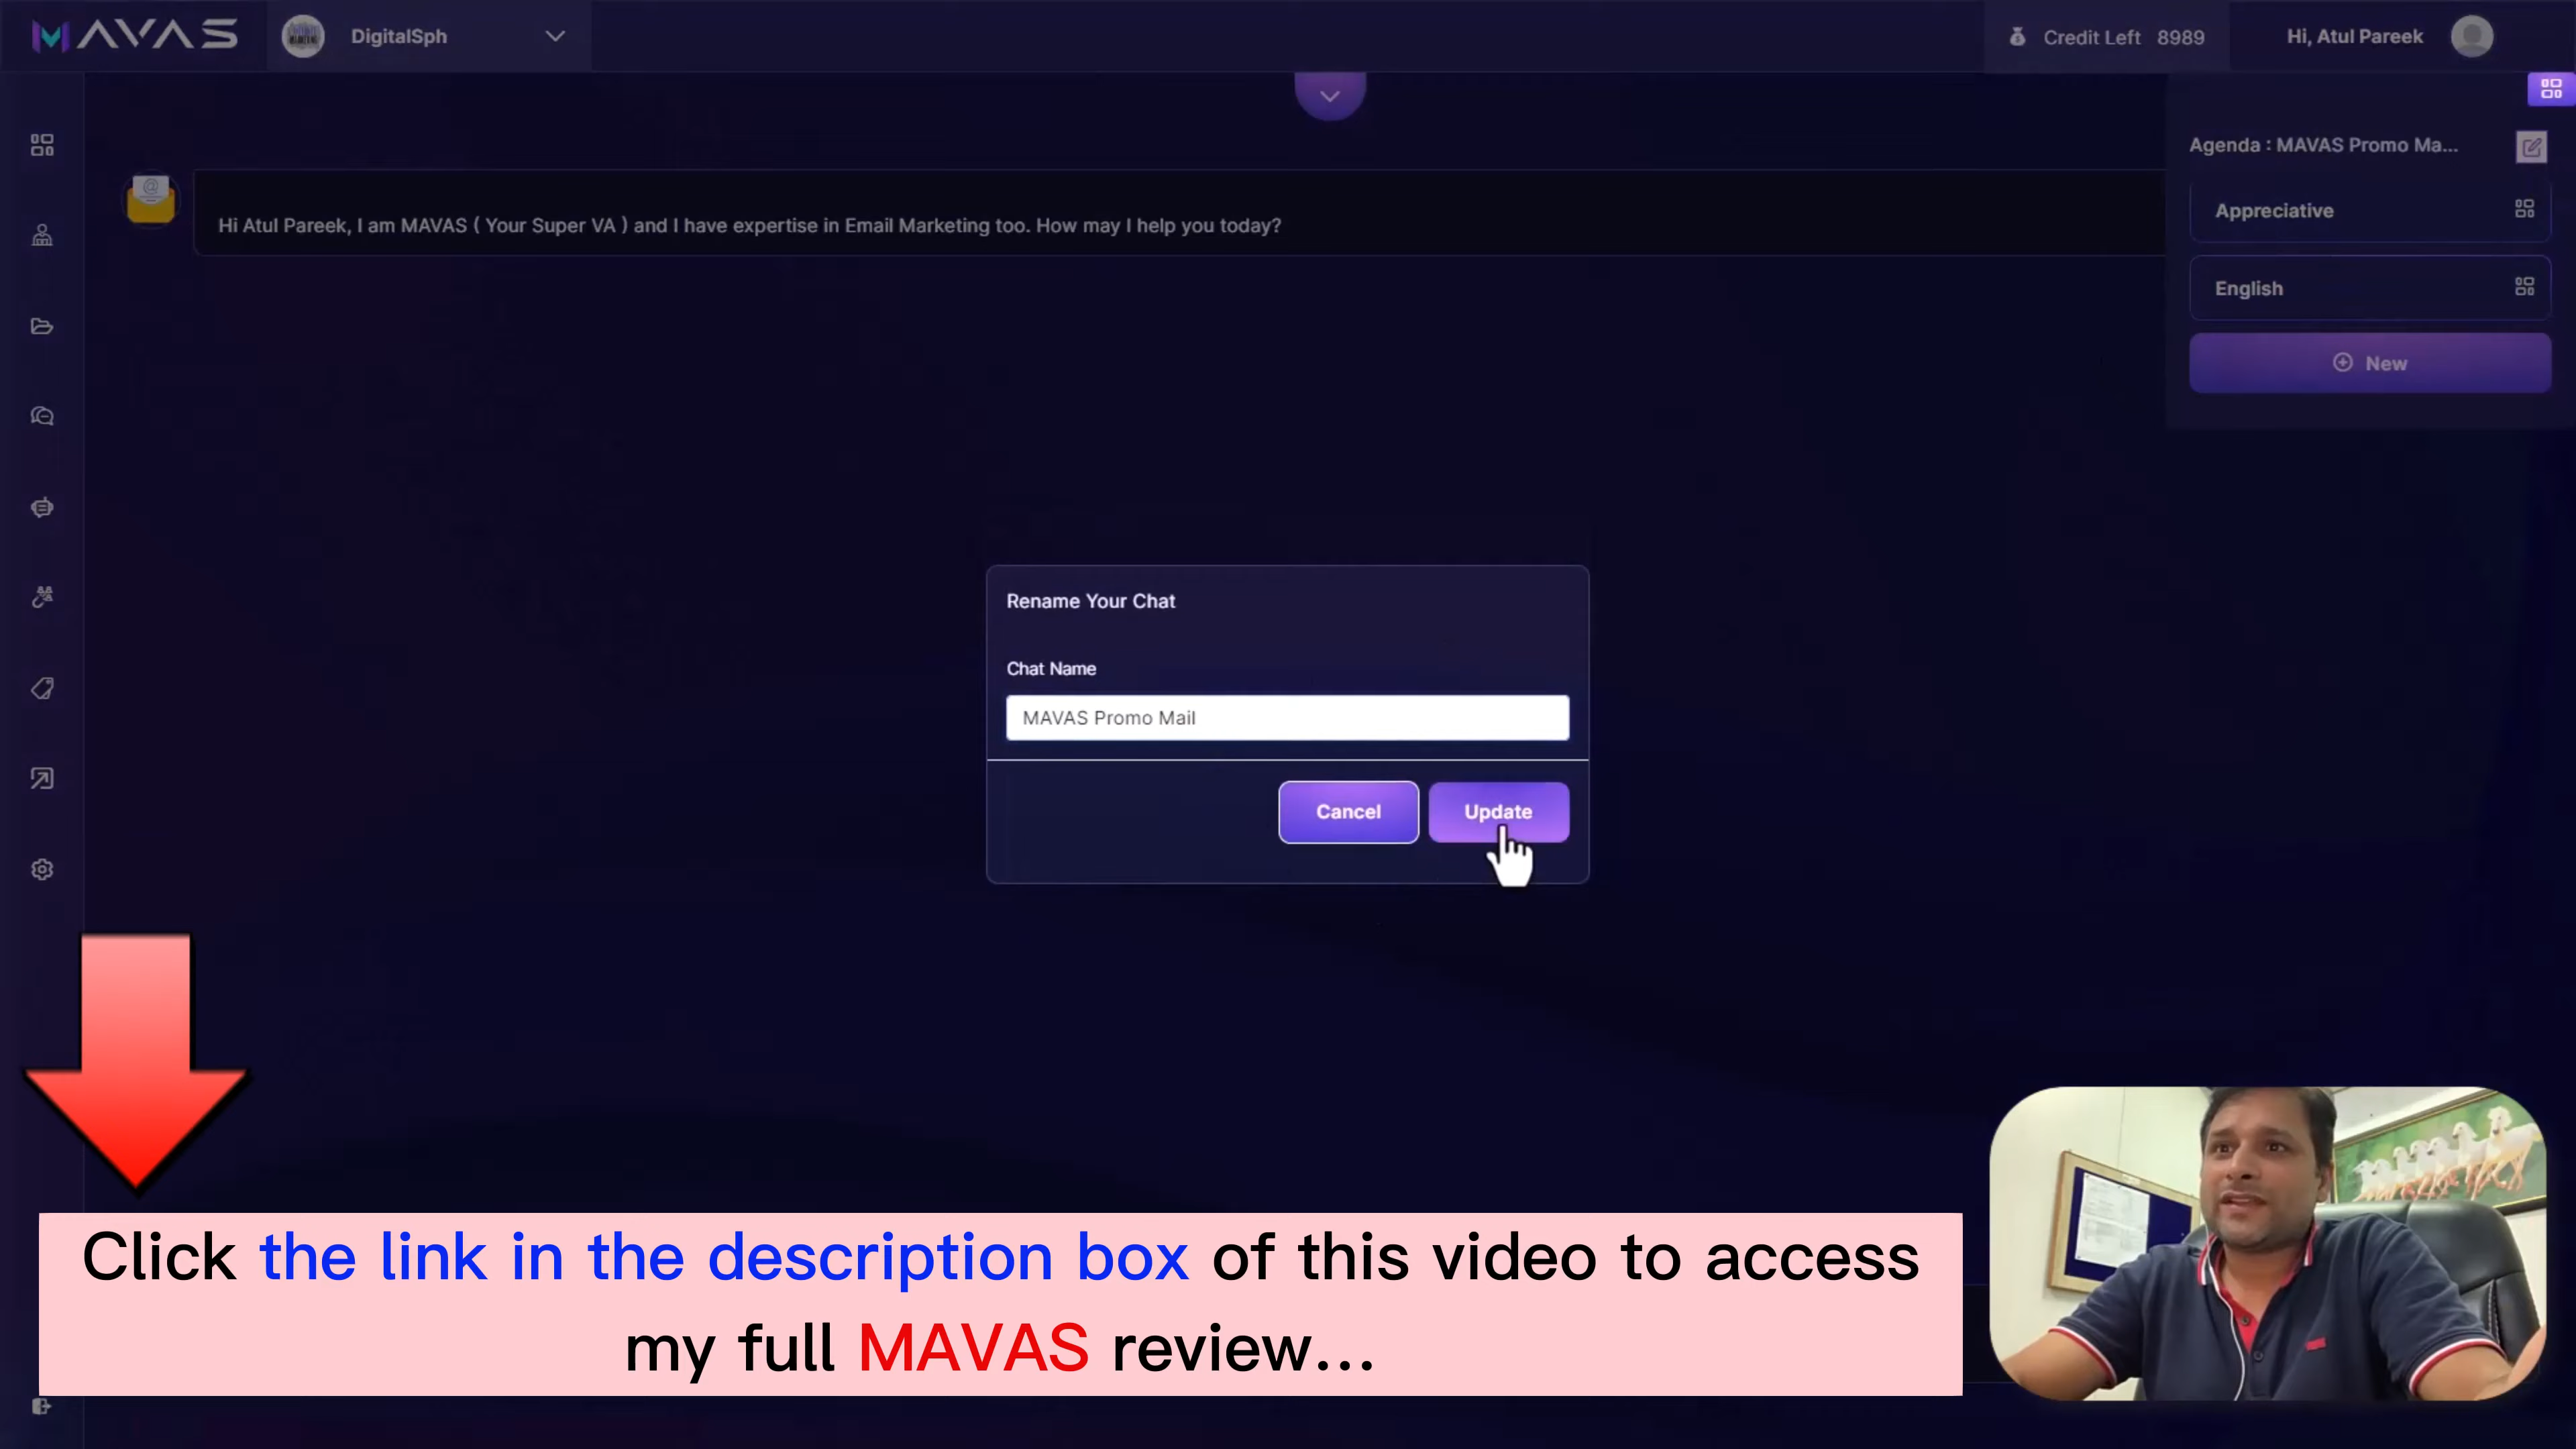 MAVAS
DigitalSph
Credit Left 8989
Hi, Atul Pareek
Agenda : MAVAS Promo Ma...
Appreciative
English
New
Hi Atul Pareek, I am MAVAS ( Your Super VA ) and I have expertise in Email Marketing too. How may I help you today?
Rename Your Chat
Chat Name
MAVAS Promo Mail
Cancel
Update
Click the link in the description box of this video to access
my full MAVAS review...